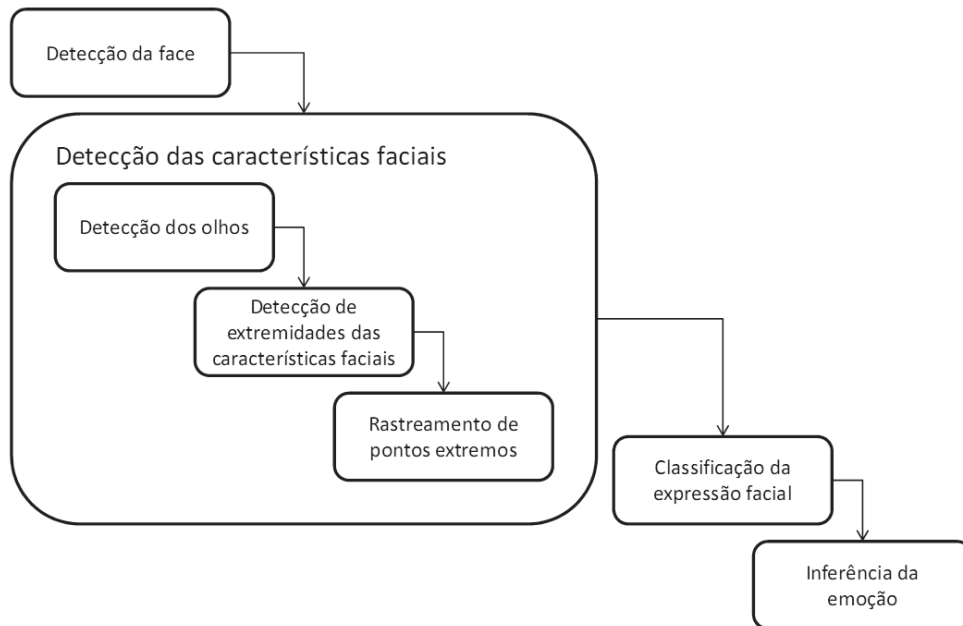 Detecção da face
Detecção das características faciais
Detecção dos olhos
Detecção de
extremidades das
características faciais
Rastreamento de
pontos extremos
Classificação da
expressão facial
Inferência da
emoção